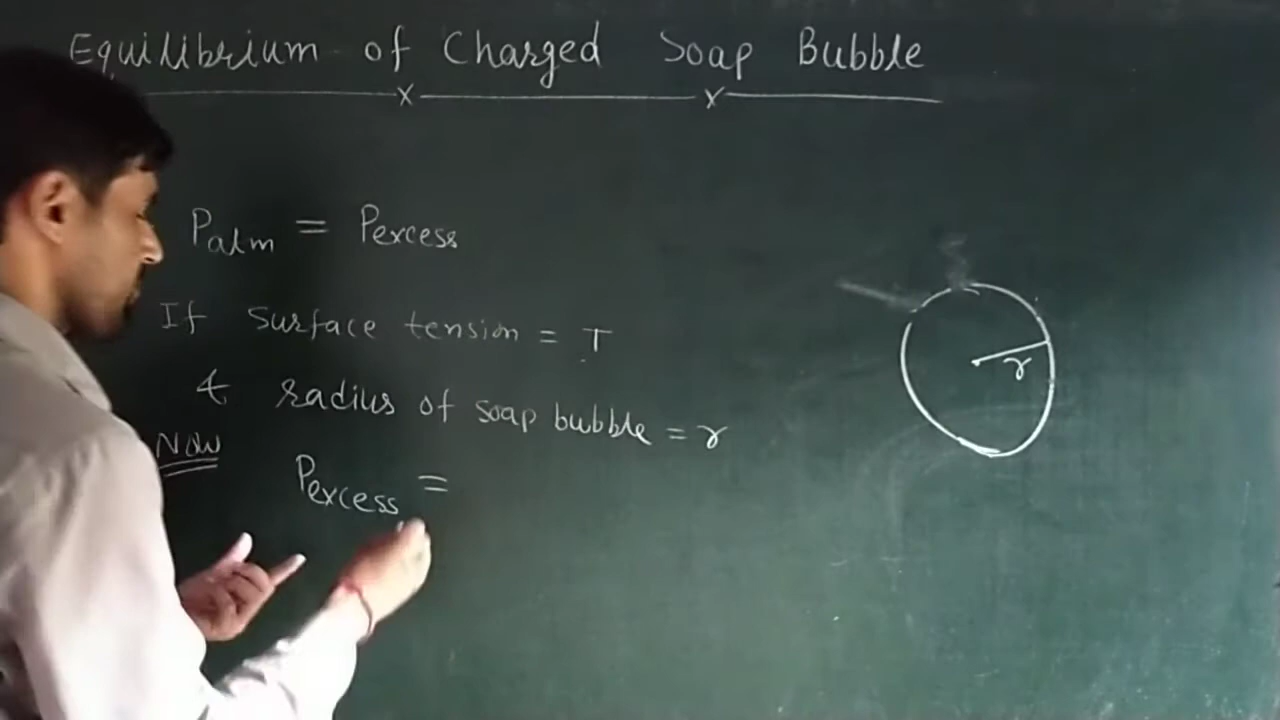 Equilibrium of Charged Soap Bubble
Patm = Pexcess
If surface tension = T
& radius of soap bubble = r
Now Pexcess =
r